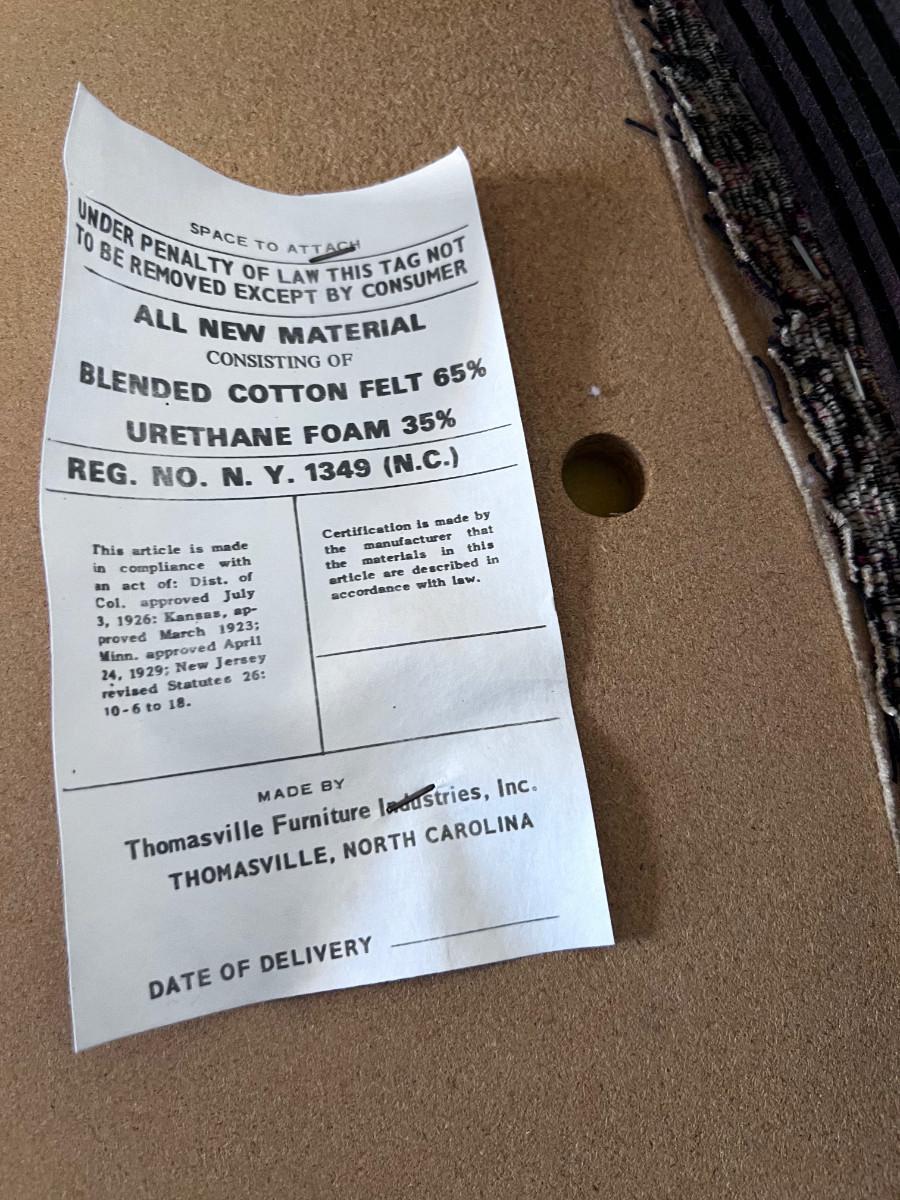 SPACE TO ATTACH
UNDER PENALTY OF LAW THIS TAG NOT
TO BE REMOVED EXCEPT BY CONSUMER
ALL NEW MATERIAL
CONSISTING OF
BLENDED COTTON FELT 65%
URETHANE FOAM 35%
REG. NO. N. Y. 1349 (N.C.)
This article is made
in compliance with
an act of: Dist. of
Col. approved July
3, 1926: Kansas, ap-
proved March 1923;
Minn. approved April
24, 1929; New Jersey
revised Statutes 26:
10-6 to 18.
Certification is made by
the manufacturer that
the materials in this
article are described in
accordance with law.
MADE BY
Thomasville Furniture Industries, Inc.
THOMASVILLE, NORTH CAROLINA
DATE OF DELIVERY